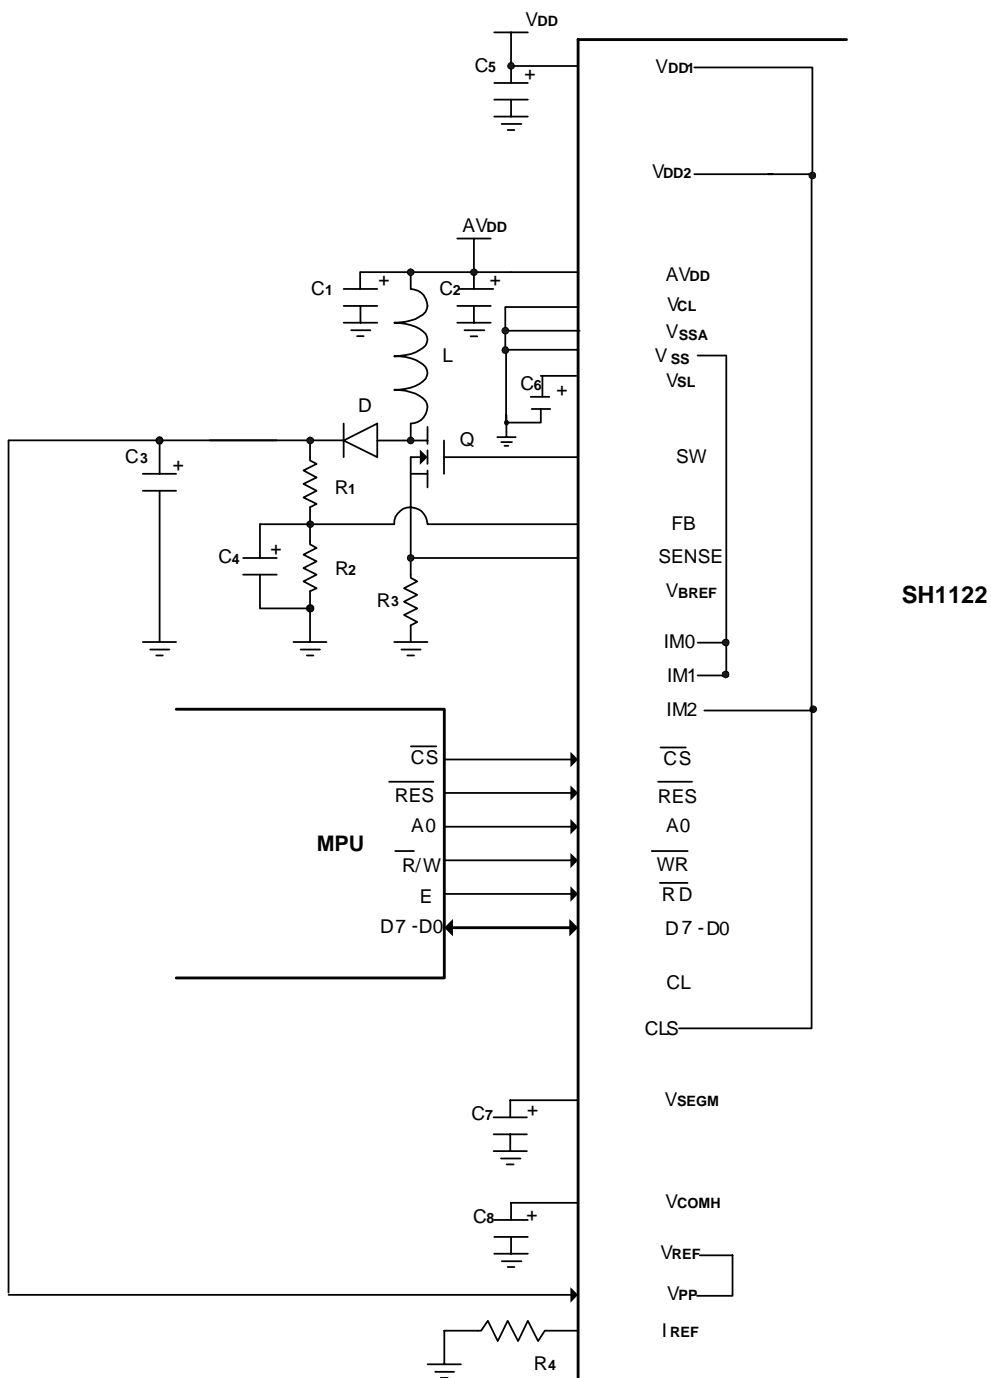 VDD
C5
VDD1
VDD2
AVDD
C1
C2
AVDD
VCL
VSSA
VSS
VSL
L
C6
D
Q
SW
C3
R1
FB
C4
R2
SENSE
R3
VBREF
SH1122
IM0
IM1
IM2
MPU
CS
RES
A0
R/W
E
D7 -D0
CS
RES
A0
WR
RD
D7 - D0
CL
CLS
C7
VSEGM
C8
VCOMH
VREF
VPP
IREF
R4
+
+
+
+
+
+
+
+